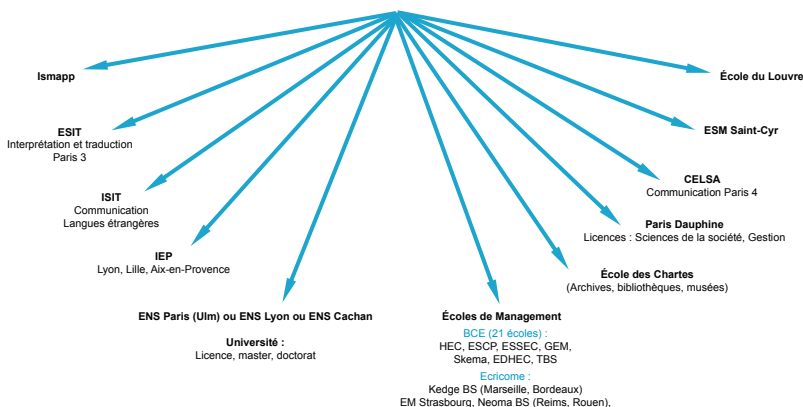 Ismapp
École du Louvre
ESIT
Interprétation et traduction
Paris 3
ESM Saint-Cyr
ISIT
Communication
Langues étrangères
CELSA
Communication Paris 4
IEP
Lyon, Lille, Aix-en-Provence
Paris Dauphine
Licences : Sciences de la société, Gestion
École des Chartes
(Archives, bibliothèques, musées)
ENS Paris (Ulm) ou ENS Lyon ou ENS Cachan
Université :
Licence, master, doctorat
Écoles de Management
BCE (21 écoles) :
HEC, ESCP, ESSEC, GEM,
Skema, EDHEC, TBS
Ecricome :
Kedge BS (Marseille, Bordeaux)
EM Strasbourg, Neoma BS (Reims, Rouen),